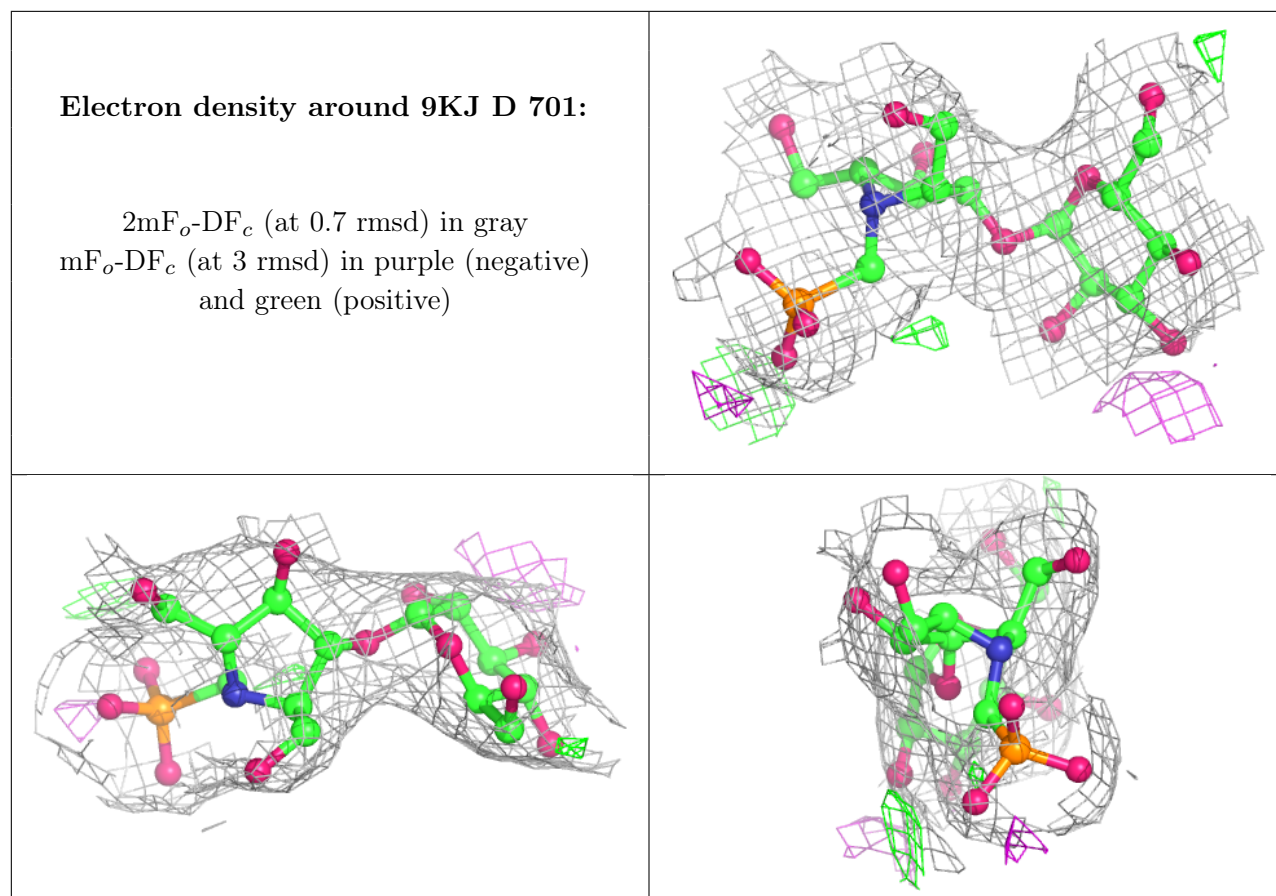 Electron density around 9KJ D 701:
2mFo-DFc (at 0.7 rmsd) in gray
mFo-DFc (at 3 rmsd) in purple (negative)
and green (positive)